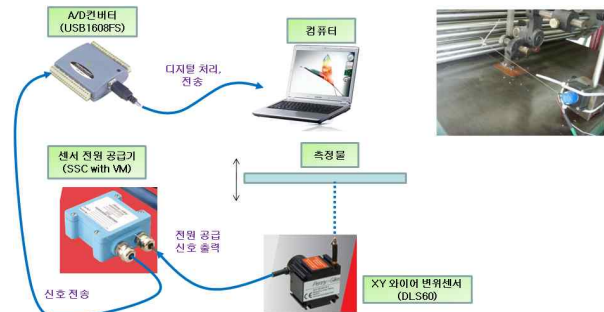 A/D컨버터
(USB1608FS)
컴퓨터
디지털 처리,
전송
센서 전원 공급기
(SSC with VM)
측정물
전원 공급
신호 출력
신호 전송
XY 와이어 변위센서
(DLS60)